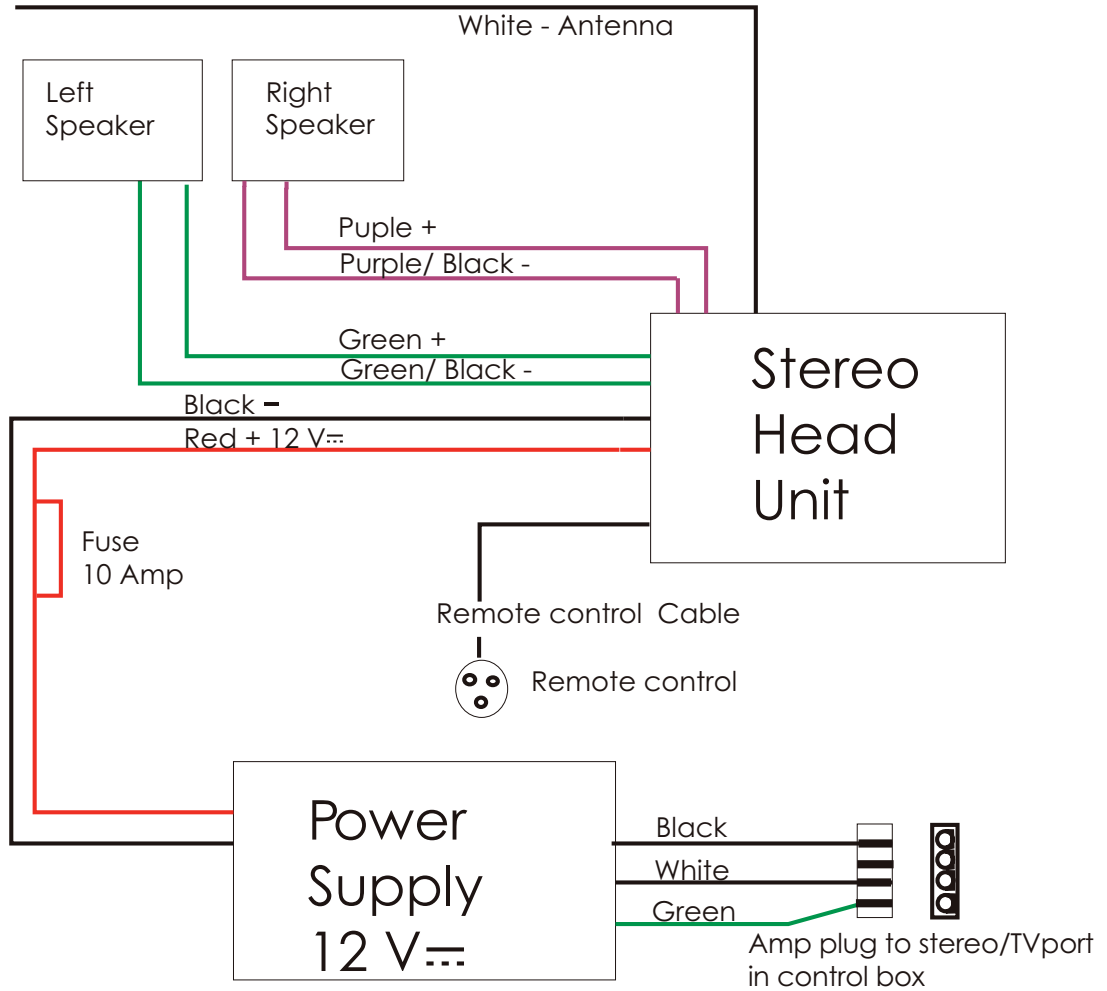 White - Antenna
Left
Speaker
Right
Speaker
Puple +
Purple/ Black -
Green +
Green/ Black -
Black –
Red + 12 V⎓
Stereo
Head
Unit
Fuse
10 Amp
Remote control  Cable
Remote control
Power
Supply
12 V⎓
Black
White
Green
Amp plug to stereo/TVport
in control box